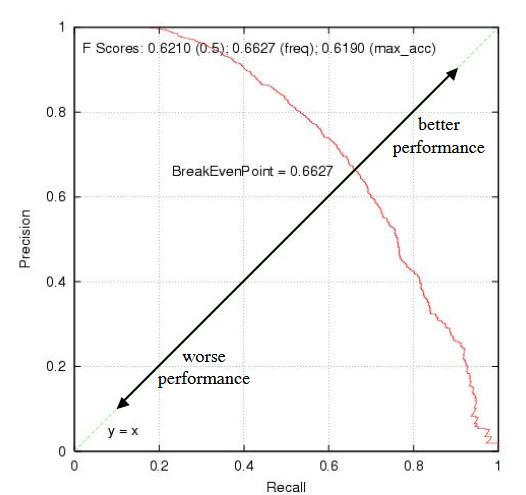 F Scores: 0.6210 (0.5); 0.6627 (freq); 0.6190 (max_acc)
better
performance
BreakEvenPoint = 0.6627
worse
performance
y = x
Precision
1
0.8
0.6
0.4
0.2
0
0
0.2
0.4
0.6
0.8
1
Recall